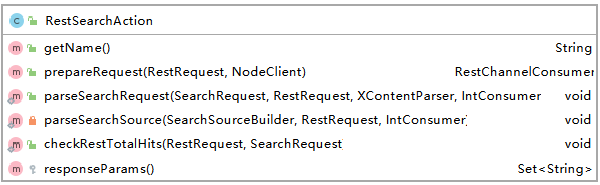 C RestSearchAction
m getName() String
m prepareRequest(RestRequest, NodeClient) RestChannelConsumer
m parseSearchRequest(SearchRequest, RestRequest, XContentParser, IntConsumer void
m parseSearchSource(SearchSourceBuilder, RestRequest, IntConsumer) void
m checkRestTotalHits(RestRequest, SearchRequest void
m responseParams() Set<String>